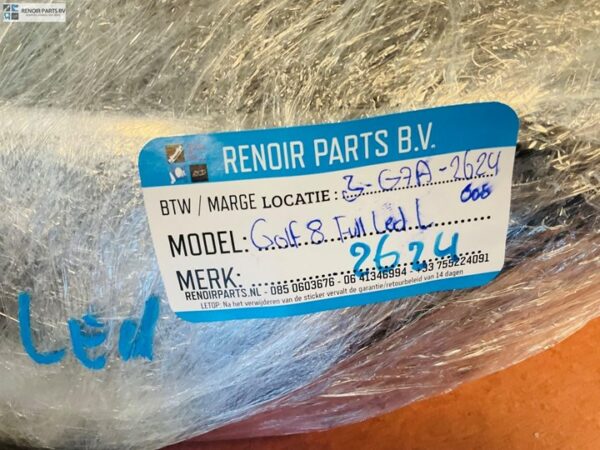 RENOIR PARTS BV
RENOIR PARTS B.V.
BTW / MARGE LOCATIE : 3-G7A-2624
MODEL: Golf 8 Full Led L
2624
MERK:
RENOIRPARTS.NL - 085 0603676 - 06 41346994 - +33 755224091
LETOP: Na het verwijderen van de sticker vervalt de garantie/retourbeleid van 14 dagen
LEd